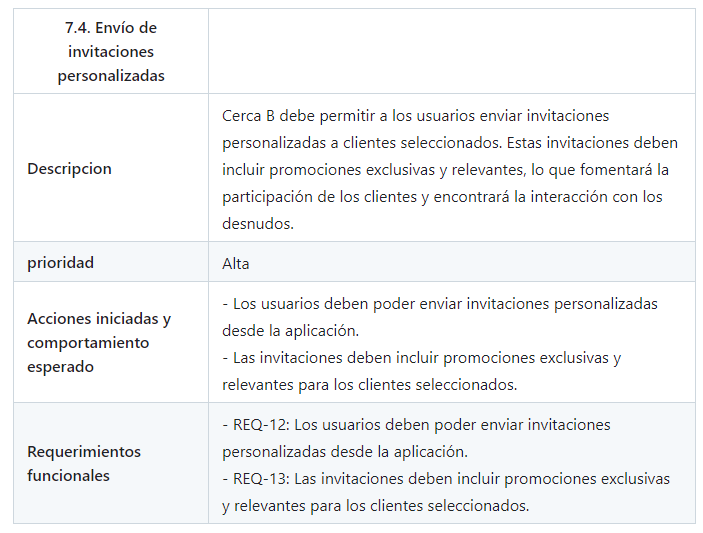 7.4. Envío de
invitaciones
personalizadas
Descripcion
Cerca B debe permitir a los usuarios enviar invitaciones
personalizadas a clientes seleccionados. Estas invitaciones deben
incluir promociones exclusivas y relevantes, lo que fomentará la
participación de los clientes y encontrará la interacción con los
desnudos.
prioridad
Alta
Acciones iniciadas y
comportamiento
esperado
- Los usuarios deben poder enviar invitaciones personalizadas
desde la aplicación.
- Las invitaciones deben incluir promociones exclusivas y
relevantes para los clientes seleccionados.
Requerimientos
funcionales
- REQ-12: Los usuarios deben poder enviar invitaciones
personalizadas desde la aplicación.
- REQ-13: Las invitaciones deben incluir promociones exclusivas
y relevantes para los clientes seleccionados.